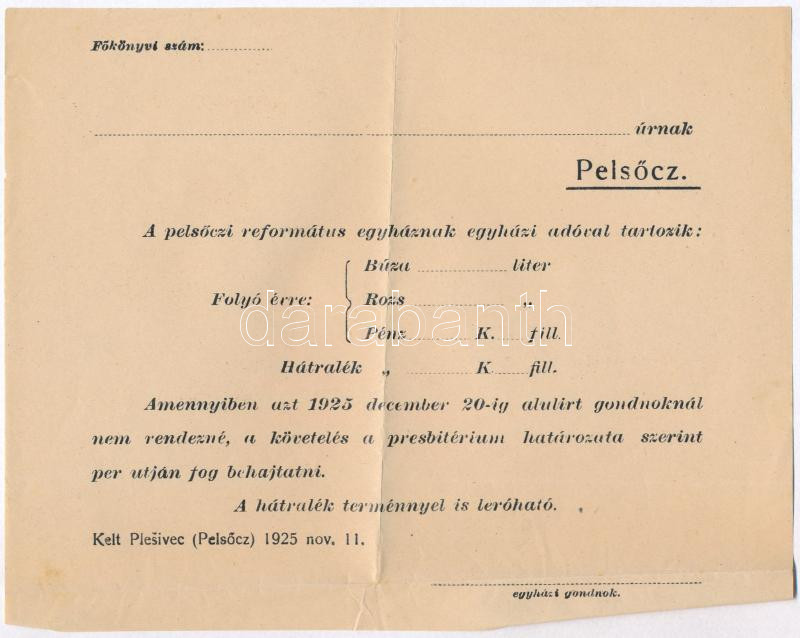 Főkönyvi szám:
úrnak
Pelsőcz.
A pelsőczi református egyháznak egyházi adóval tartozik:
Búza liter
Folyó évre: Rozs „
Pénz K. fill.
Hátralék „ K fill.
Amennyiben azt 1925 december 20-ig alulirt gondnoknál
nem rendezné, a követelés a presbitérium határozata szerint
per utján fog behajtatni.
A hátralék terménnyel is leróható.
Kelt Plešivec (Pelsőcz) 1925 nov. 11.
egyházi gondnok.
darabanth